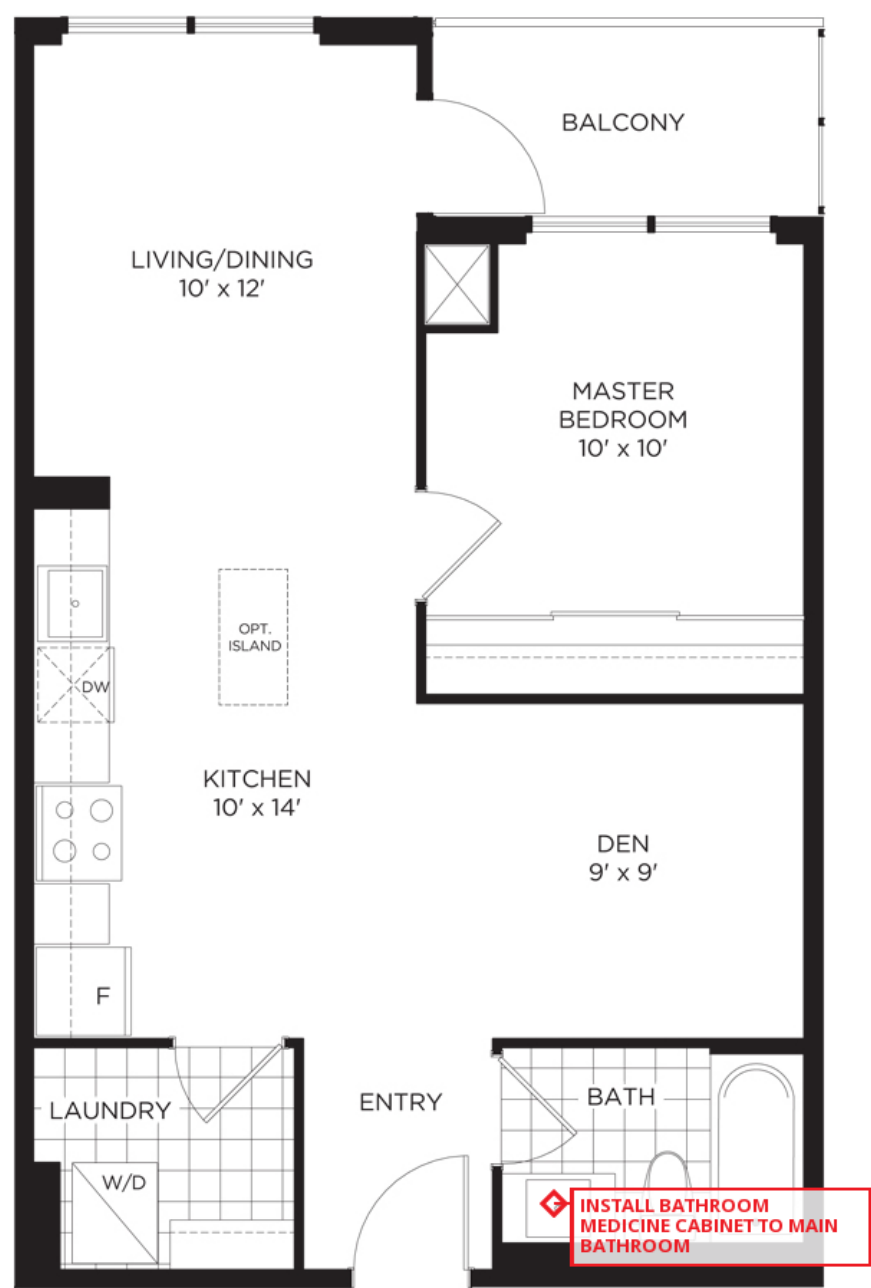 BALCONY
LIVING/DINING
10' x 12'
MASTER
BEDROOM
10' x 10'
OPT.
ISLAND
DW
KITCHEN
10' x 14'
DEN
9' x 9'
F
LAUNDRY
ENTRY
BATH
W/D
INSTALL BATHROOM
MEDICINE CABINET TO MAIN
BATHROOM